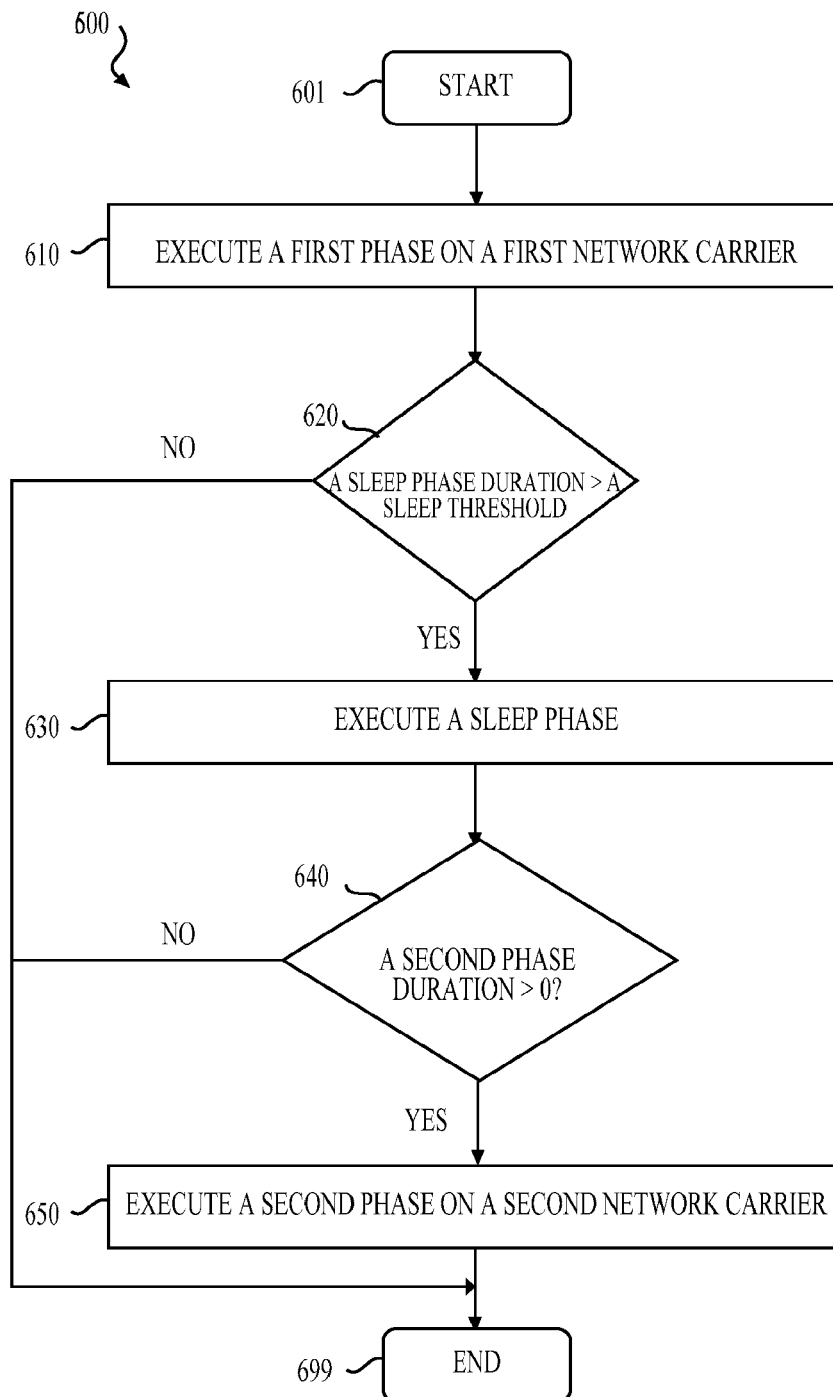 600
601
START
610
EXECUTE A FIRST PHASE ON A FIRST NETWORK CARRIER
620
NO
A SLEEP PHASE DURATION > A
SLEEP THRESHOLD
YES
630
EXECUTE A SLEEP PHASE
640
NO
A SECOND PHASE
DURATION > 0?
YES
650
EXECUTE A SECOND PHASE ON A SECOND NETWORK CARRIER
699
END